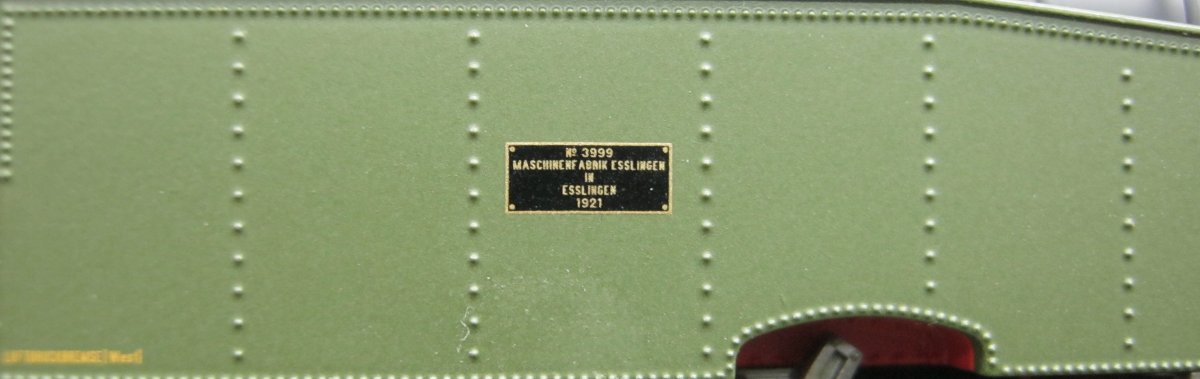 Nº 3999
MASCHINENFABRIK ESSLINGEN
IN
ESSLINGEN
1921